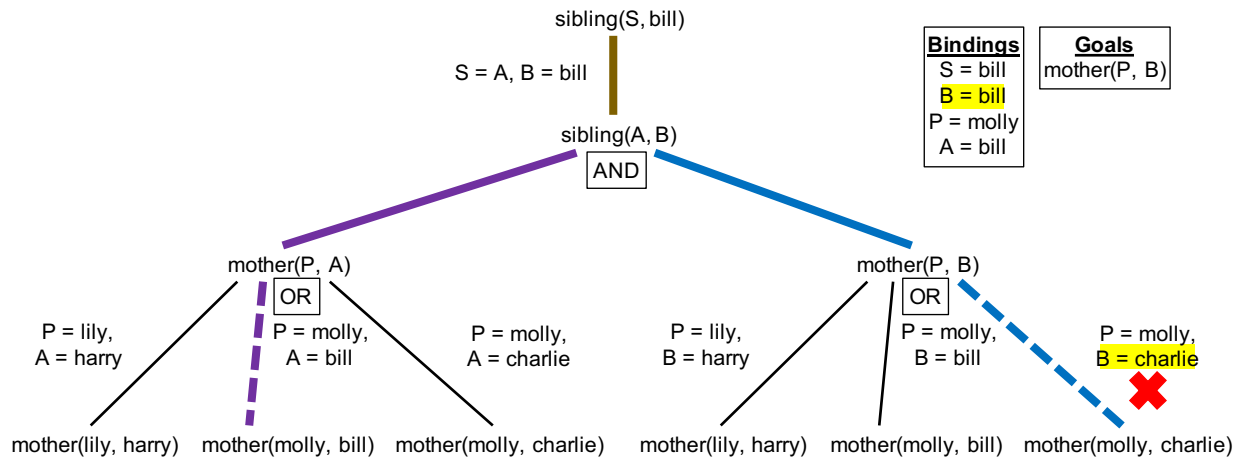 sibling(S, bill)
S = A, B = bill
Bindings
S = bill
B = bill
P = molly
A = bill
Goals
mother(P, B)
sibling(A, B)
AND
mother(P, A)
OR
mother(P, B)
OR
P = lily,
A = harry
P = molly,
A = bill
P = molly,
A = charlie
P = lily,
B = harry
P = molly,
B = bill
P = molly,
B = charlie
mother(lily, harry)
mother(molly, bill)
mother(molly, charlie)
mother(lily, harry)
mother(molly, bill)
mother(molly, charlie)